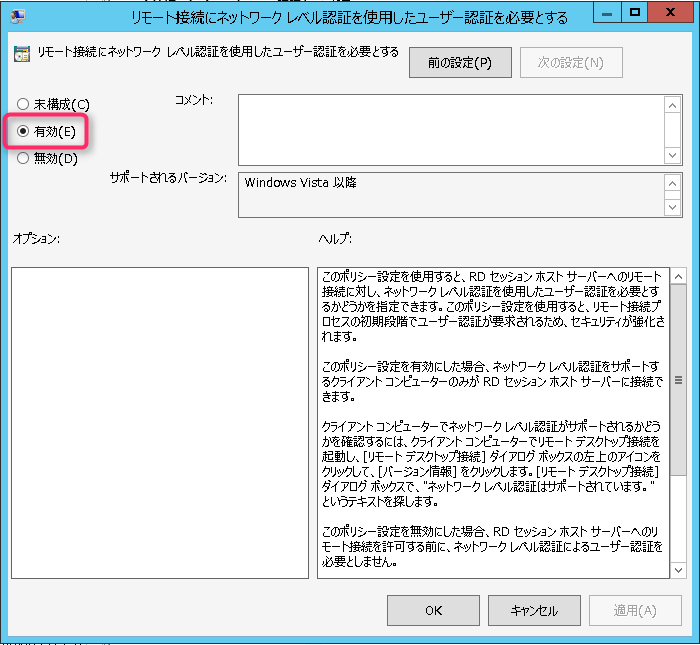 リモート接続にネットワーク レベル認証を使用したユーザー認証を必要とする
リモート接続にネットワーク レベル認証を使用したユーザー認証を必要とする
前の設定(P)
次の設定(N)
未構成(C)
有効(E)
無効(D)
コメント:
サポートされるバージョン:
Windows Vista 以降
オプション:
ヘルプ:
このポリシー設定を使用すると、RD セッション ホスト サーバーへのリモート
接続に対し、ネットワーク レベル認証を使用したユーザー認証を必要とす
るかどうかを指定できます。このポリシー設定を使用すると、リモート接続プ
ロセスの初期段階でユーザー認証が要求されるため、セキュリティが強化さ
れます。
このポリシー設定を有効にした場合、ネットワーク レベル認証をサポートす
るクライアント コンピューターのみが RD セッション ホスト サーバーに接続で
きます。
クライアント コンピューターでネットワーク レベル認証がサポートされるかどう
かを確認するには、クライアント コンピューターでリモート デスクトップ接続を
起動し、[リモート デスクトップ接続] ダイアログ ボックスの左上のアイコンを
クリックして、[バージョン情報] をクリックします。[リモート デスクトップ接続]
ダイアログ ボックスで、"ネットワーク レベル認証はサポートされています。"
というテキストを探します。
このポリシー設定を無効にした場合、RD セッション ホスト サーバーへのリ
モート接続を許可する前に、ネットワーク レベル認証によるユーザー認証を
必要としません。
OK
キャンセル
適用(A)